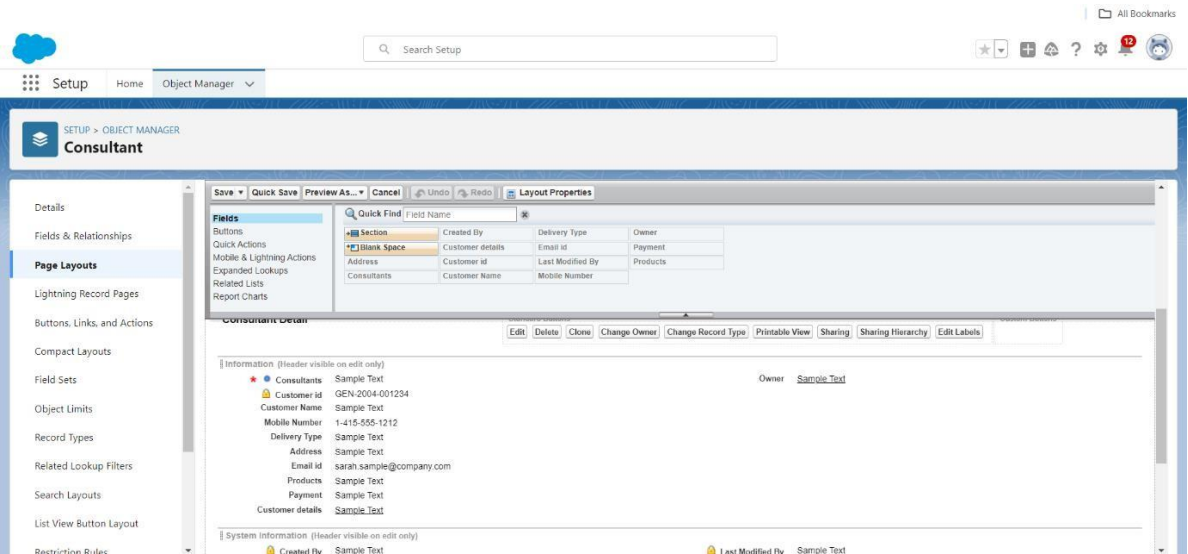 All Bookmarks
Search Setup
12
Setup Home Object Manager
SETUP > OBJECT MANAGER
Consultant
Details
Fields & Relationships
Page Layouts
Lightning Record Pages
Buttons, Links, and Actions
Compact Layouts
Field Sets
Object Limits
Record Types
Related Lookup Filters
Search Layouts
List View Button Layout
Restriction Rules
Save Quick Save Preview As... Cancel Undo Redo Layout Properties
Fields
Buttons
Quick Actions
Mobile & Lightning Actions
Expanded Lookups
Related Lists
Report Charts
Quick Find Field Name
Section Created By Delivery Type Owner
Blank Space Customer details Email id Payment
Address Customer id Last Modified By Products
Consultants Customer Name Mobile Number
Consultant Detail
Edit Delete Clone Change Owner Change Record Type Printable View Sharing Sharing Hierarchy Edit Labels
Information (Header visible on edit only)
Consultants Sample Text Owner Sample Text
Customer id GEN-2004-001234
Customer Name Sample Text
Mobile Number 1-415-555-1212
Delivery Type Sample Text
Address Sample Text
Email id sarah.sample@company.com
Products Sample Text
Payment Sample Text
Customer details Sample Text
System Information (Header visible on edit only)
Created By Sample Text Last Modified By Sample Text